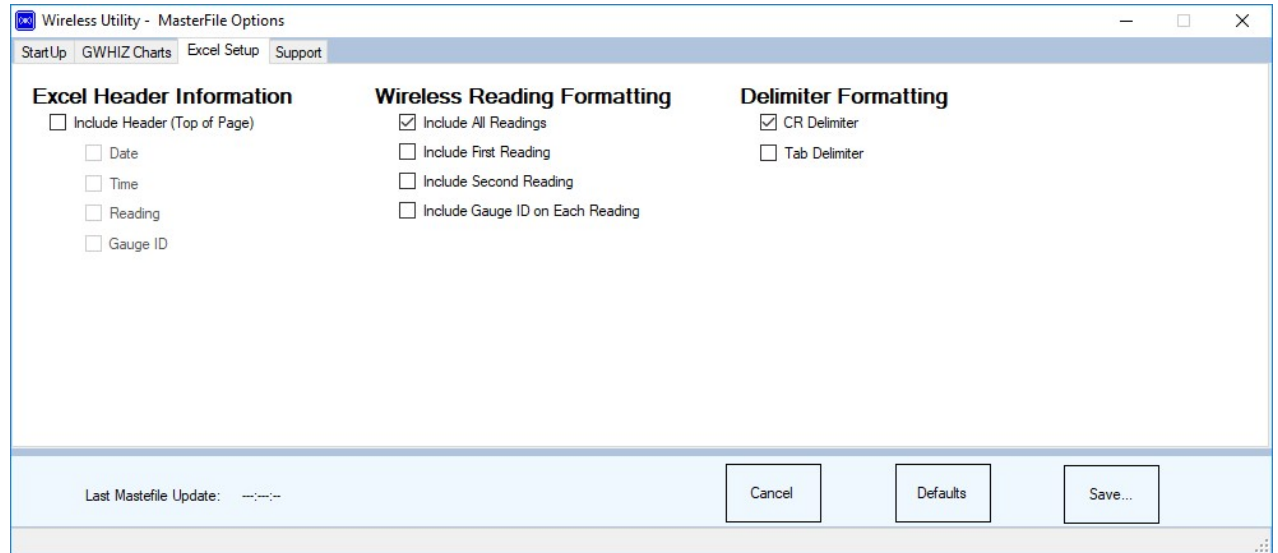 Wireless Utility - MasterFile Options
StartUp GWHIZ Charts Excel Setup Support
Excel Header Information
Include Header (Top of Page)
Date
Time
Reading
Gauge ID
Wireless Reading Formatting
Include All Readings
Include First Reading
Include Second Reading
Include Gauge ID on Each Reading
Delimiter Formatting
CR Delimiter
Tab Delimiter
Last Mastefile Update: ---:---:--
Cancel Defaults Save...